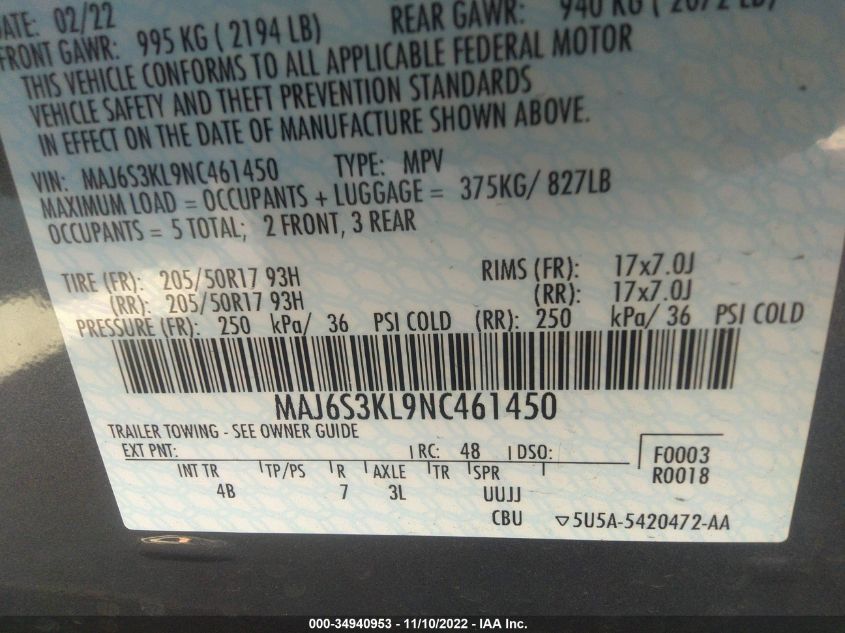 DATE: 02/22
FRONT GAWR: 995 KG ( 2194 LB) REAR GAWR: 940 KG ( 2072 LB)
THIS VEHICLE CONFORMS TO ALL APPLICABLE FEDERAL MOTOR
VEHICLE SAFETY AND THEFT PREVENTION STANDARDS
IN EFFECT ON THE DATE OF MANUFACTURE SHOWN ABOVE.
VIN: MAJ6S3KL9NC461450 TYPE: MPV
MAXIMUM LOAD = OCCUPANTS + LUGGAGE = 375KG/ 827LB
OCCUPANTS = 5 TOTAL; 2 FRONT, 3 REAR
TIRE (FR): 205/50R17 93H RIMS (FR): 17x7.0J
(RR): 205/50R17 93H (RR): 17x7.0J
PRESSURE (FR): 250 kPa/ 36 PSI COLD (RR): 250 kPa/ 36 PSI COLD
MAJ6S3KL9NC461450
TRAILER TOWING - SEE OWNER GUIDE
EXT PNT: RC: 48 DSO: F0003
R0018
INT TR TP/PS R AXLE TR SPR
4B 7 3L UUJJ
CBU 5U5A-5420472-AA
000-34940953 - 11/10/2022 - IAA Inc.